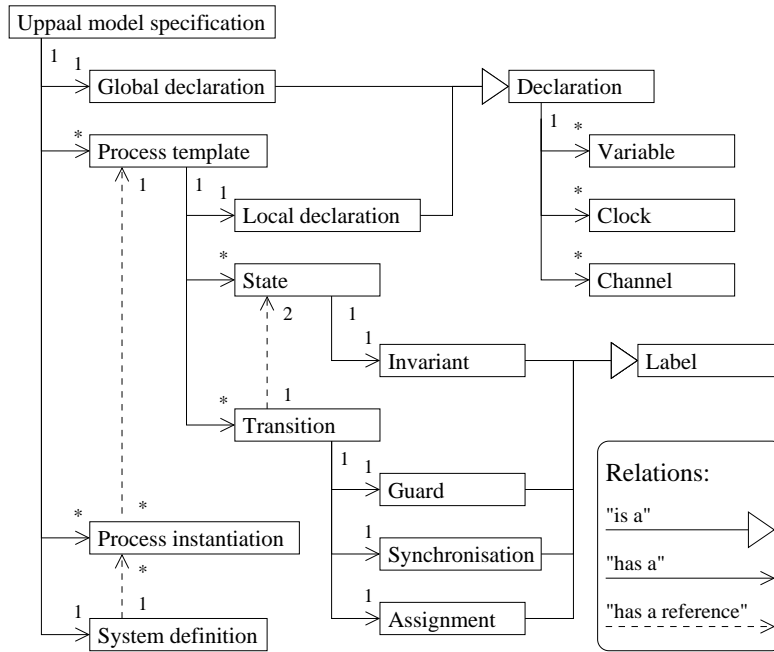 Uppaal model specification
1
1
Global declaration
Declaration
1
*
Process template
*
Variable
1
1
1
Local declaration
*
Clock
*
State
*
Channel
2
1
1
Invariant
Label
1
*
Transition
1
1
Guard
Relations:
"is a"
*
*
Process instantiation
1
Synchronisation
"has a"
*
1
1
System definition
1
Assignment
"has a reference"